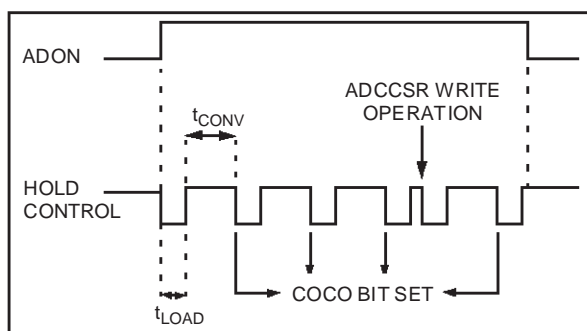 ADON
ADCCSR WRITE
OPERATION
tCONV
HOLD
CONTROL
tLOAD
COCO BIT SET